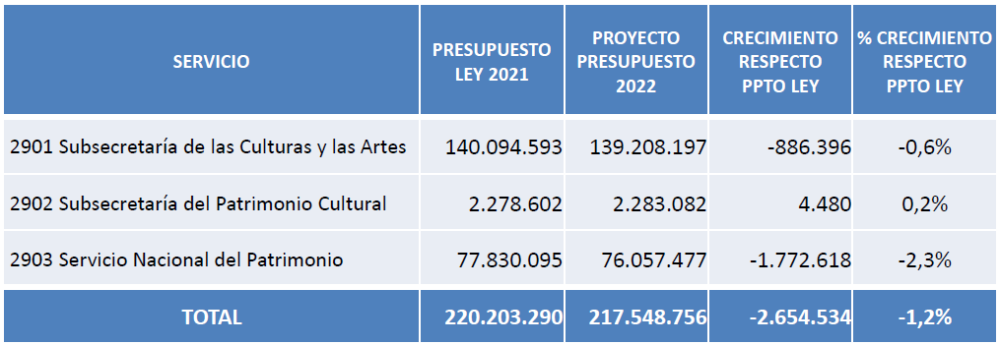 SERVICIO
PRESUPUESTO
LEY 2021
PROYECTO
PRESUPUESTO
2022
CRECIMIENTO
RESPECTO
PPTO LEY
% CRECIMIENTO
RESPECTO
PPTO LEY
2901 Subsecretaría de las Culturas y las Artes 140.094.593 139.208.197 -886.396 -0,6%
2902 Subsecretaría del Patrimonio Cultural 2.278.602 2.283.082 4.480 0,2%
2903 Servicio Nacional del Patrimonio 77.830.095 76.057.477 -1.772.618 -2,3%
TOTAL 220.203.290 217.548.756 -2.654.534 -1,2%